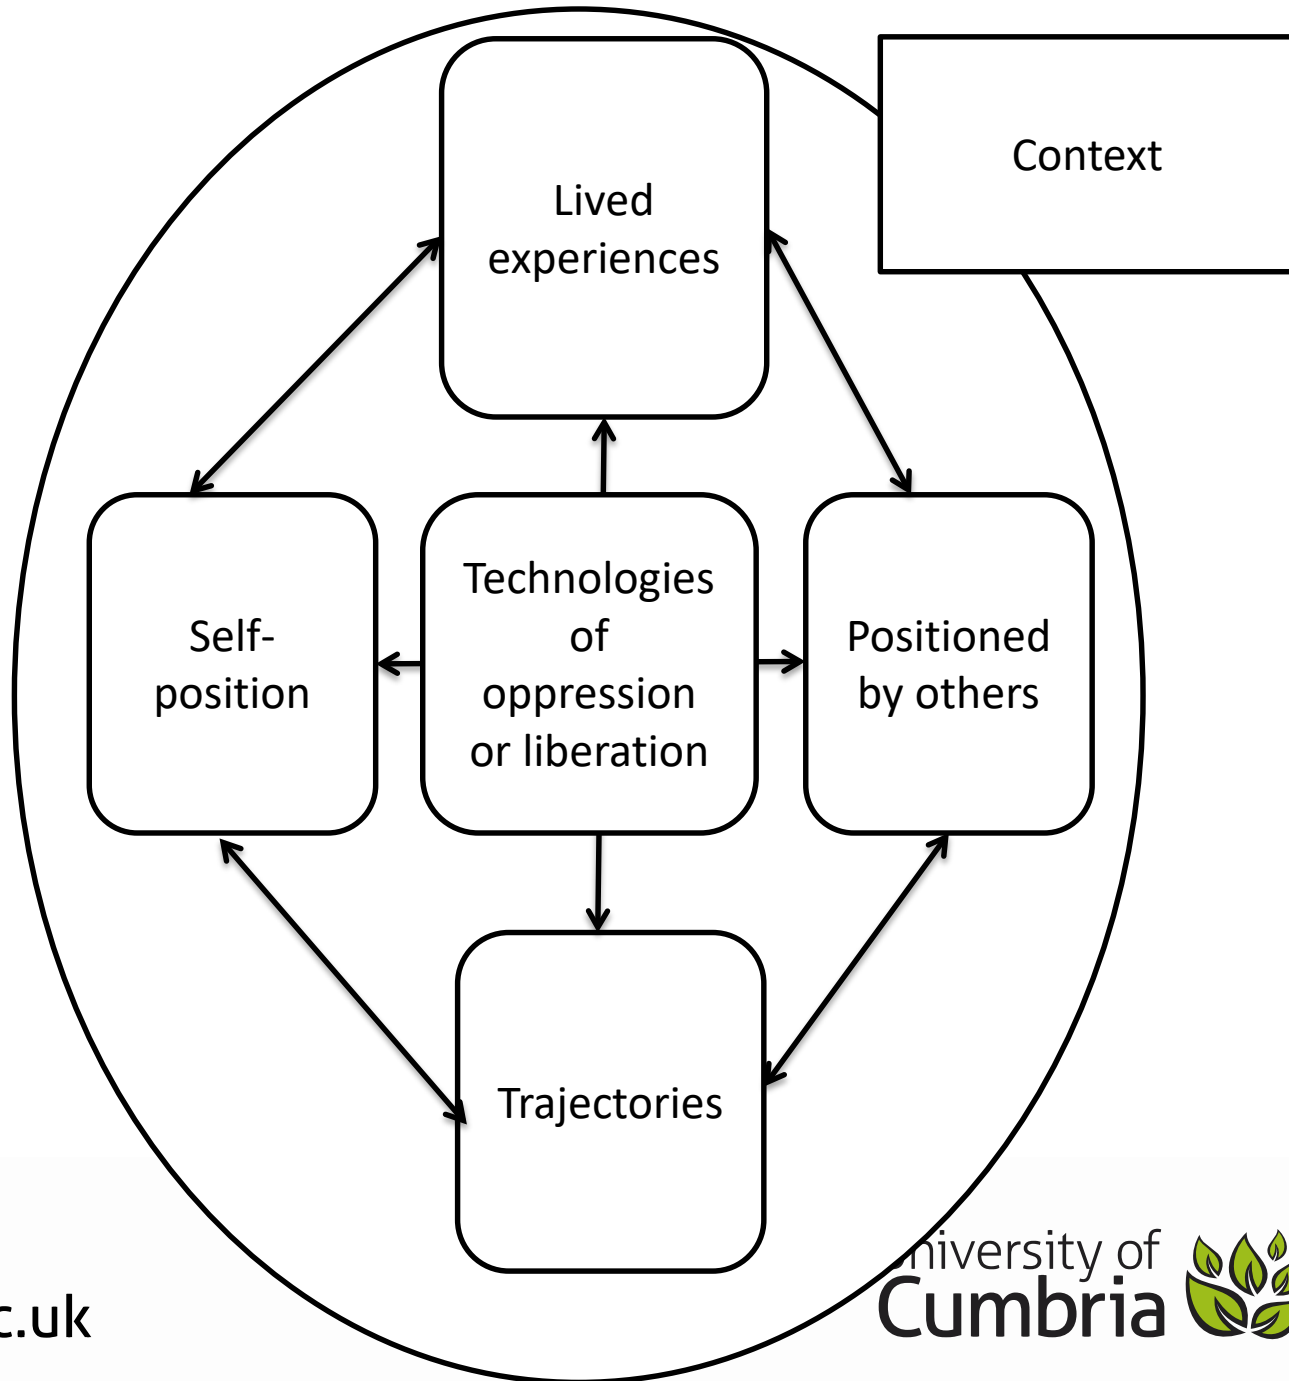 Context
Lived
experiences
Self-
position
Technologies
of
oppression
or liberation
Positioned
by others
Trajectories
c.uk
niversity of
Cumbria